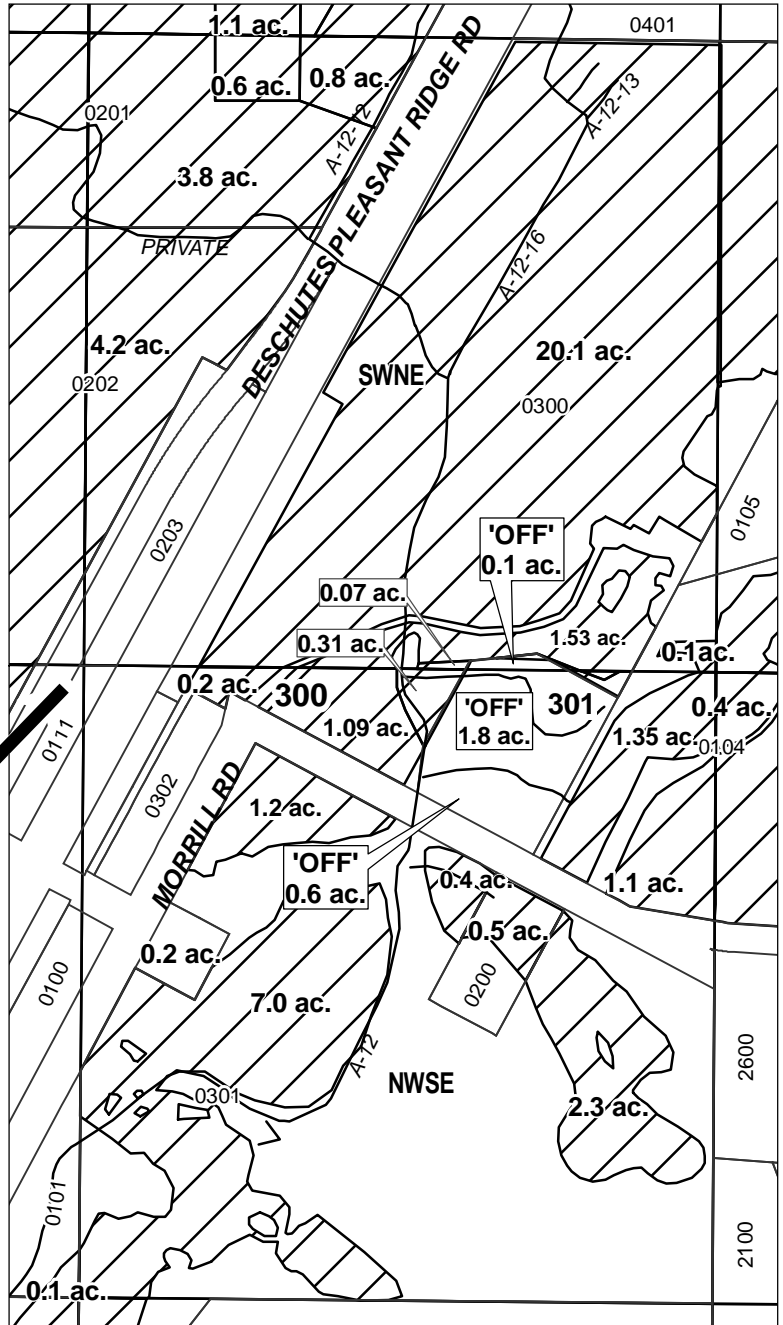 0401
1.1 ac.
0.6 ac.
0.8 ac.
0201
A-12-12
DESCHUTES PLEASANT RIDGE RD
A-12-13
3.8 ac.
PRIVATE
A-12-16
4.2 ac.
0202
SWNE
20.1 ac.
0300
0203
0105
'OFF'
0.1 ac.
0.07 ac.
0.31 ac.
1.53 ac.
0.1ac.
0.2 ac.
300
301
0.4 ac.
1.09 ac.
'OFF'
1.8 ac.
1.35 ac.
0104
0111
0302
MORRILL RD
1.2 ac.
'OFF'
0.6 ac.
0.4 ac.
1.1 ac.
0.5 ac.
0.2 ac.
0100
0200
7.0 ac.
A-12
NWSE
2600
0301
2.3 ac.
0101
2100
0.1 ac.